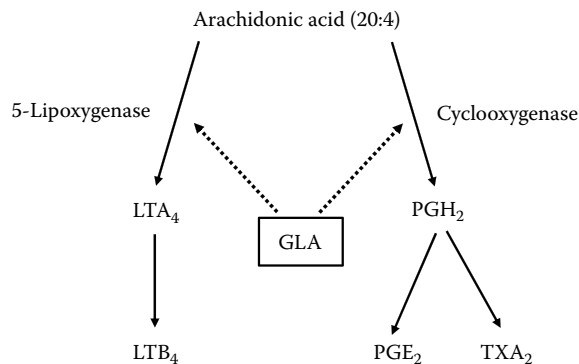 Arachidonic acid (20:4)
5-Lipoxygenase
Cyclooxygenase
LTA₄
GLA
PGH₂
LTB₄
PGE₂
TXA₂